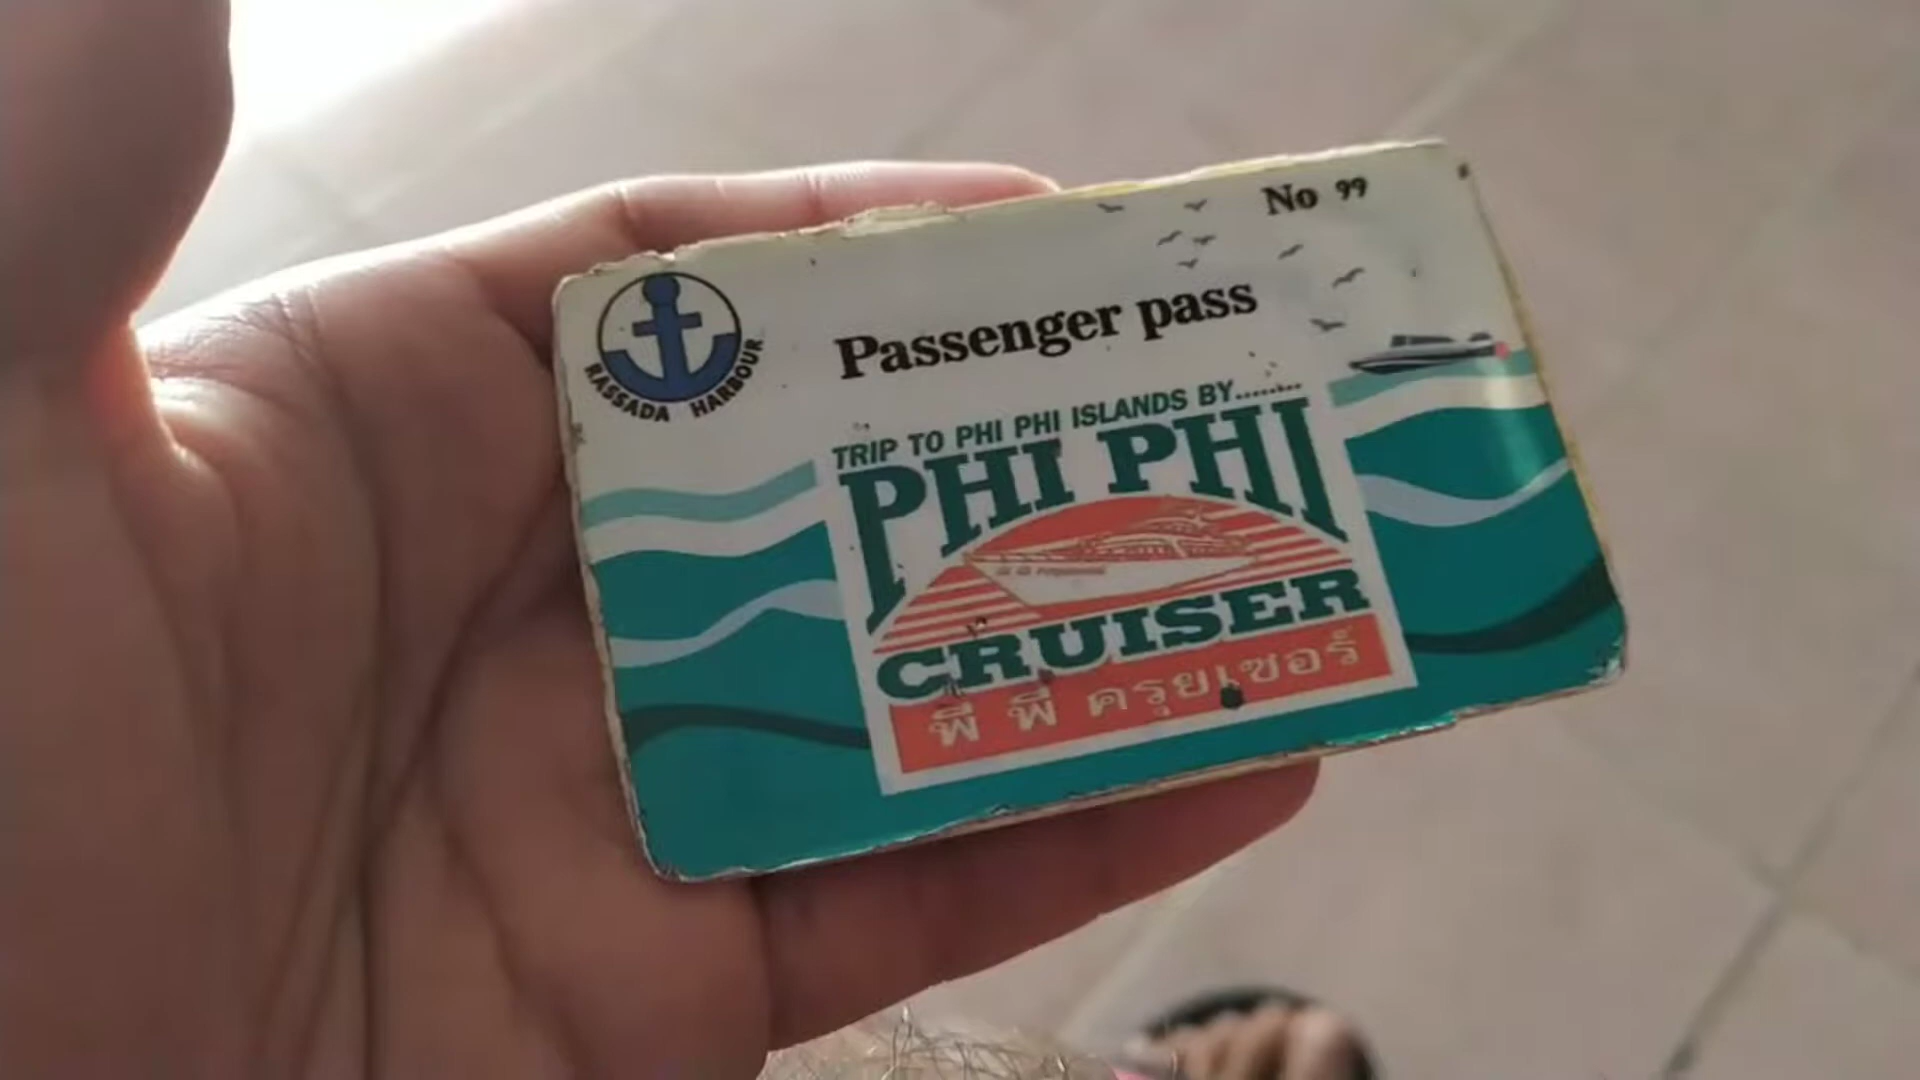 No 99
RASSADA HARBOUR
Passenger pass
TRIP TO PHI PHI ISLANDS BY........
PHI PHI
CRUISER
พี พี ครุยเซอร์